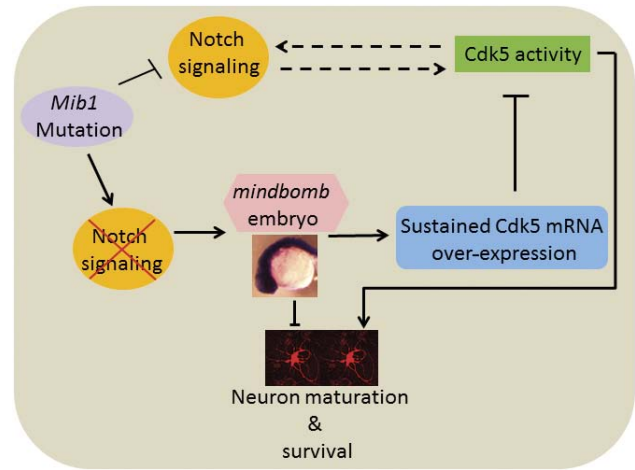 Notch
signaling
Cdk5 activity
Mib1
Mutation
Notch
signaling
mindbomb
embryo
Sustained Cdk5 mRNA
over-expression
Neuron maturation
&
survival